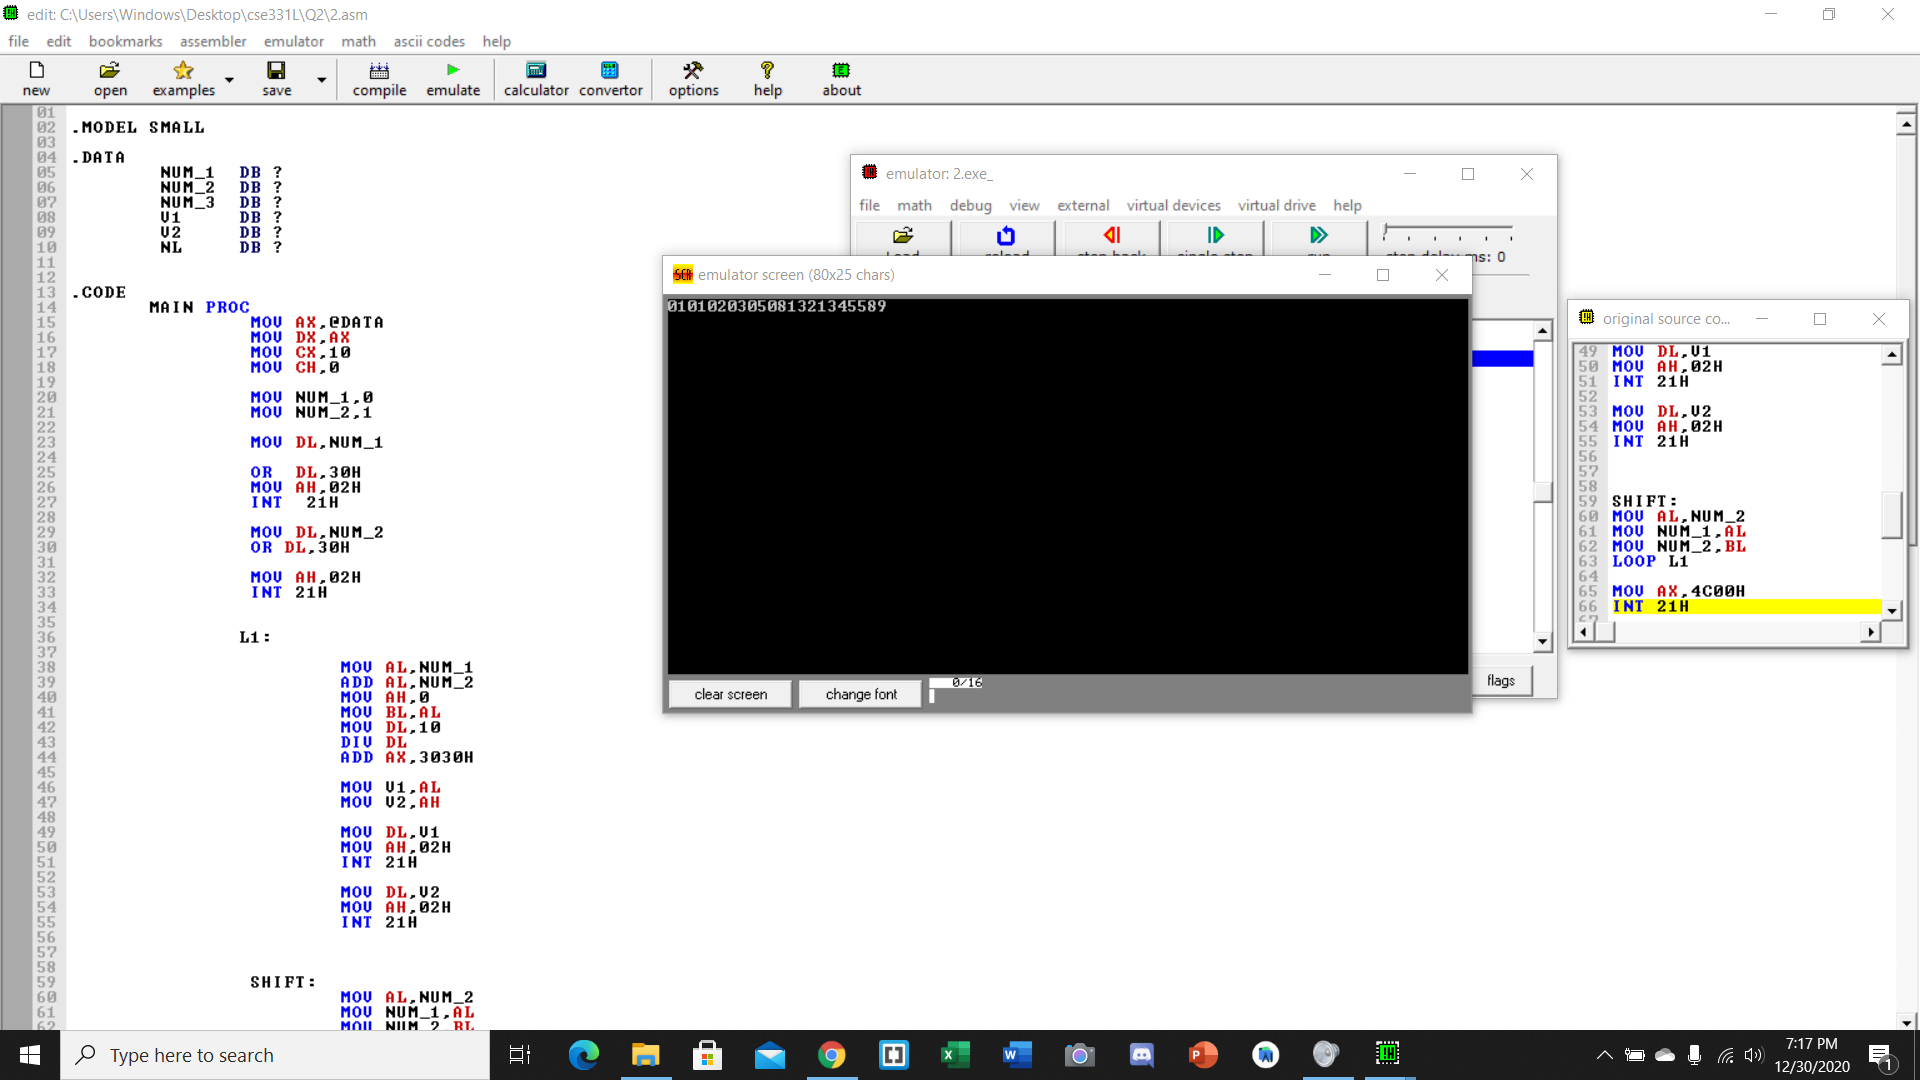 edit: C:\Users\Windows\Desktop\cse331L\Q2\2.asm
file edit bookmarks assembler emulator math ascii codes help
new open examples save compile emulate calculator convertor options help about
01
02 .MODEL SMALL
03
04 .DATA
05 NUM_1 DB ?
06 NUM_2 DB ?
07 NUM_3 DB ?
08 V1 DB ?
09 V2 DB ?
10 NL DB ?
11
12
13 .CODE
14 MAIN PROC
15 MOV AX,@DATA
16 MOV DX,AX
17 MOV CX,10
18 MOV CH,0
19
20 MOV NUM_1,0
21 MOV NUM_2,1
22
23 MOV DL,NUM_1
24
25 OR DL,30H
26 MOV AH,02H
27 INT 21H
28
29 MOV DL,NUM_2
30 OR DL,30H
31
32 MOV AH,02H
33 INT 21H
34
35
36 L1:
37
38 MOV AL,NUM_1
39 ADD AL,NUM_2
40 MOV AH,0
41 MOV BL,AL
42 MOV DL,10
43 DIV DL
44 ADD AX,3030H
45
46 MOV V1,AL
47 MOV V2,AH
48
49 MOV DL,V1
50 MOV AH,02H
51 INT 21H
52
53 MOV DL,V2
54 MOV AH,02H
55 INT 21H
56
57
58
59 SHIFT:
60 MOV AL,NUM_2
61 MOV NUM_1,AL
62 MOV NUM_2,BL
emulator: 2.exe_
file math debug view external virtual devices virtual drive help
step delay ms: 0
emulator screen (80x25 chars)
0101020305081321345589
clear screen change font 0/16
flags
original source co...
49 MOV DL,V1
50 MOV AH,02H
51 INT 21H
52
53 MOV DL,V2
54 MOV AH,02H
55 INT 21H
56
57
58
59 SHIFT:
60 MOV AL,NUM_2
61 MOV NUM_1,AL
62 MOV NUM_2,BL
63 LOOP L1
64
65 MOV AX,4C00H
66 INT 21H
Type here to search
7:17 PM
12/30/2020
1